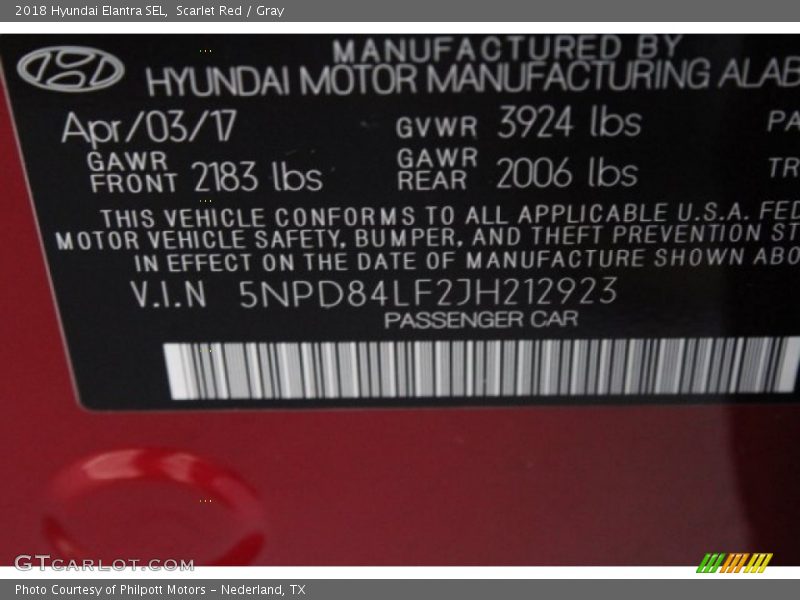 2018 Hyundai Elantra SEL, Scarlet Red / Gray
MANUFACTURED BY
HYUNDAI MOTOR MANUFACTURING ALAB
Apr/03/17 GVWR 3924 lbs PA
GAWR FRONT 2183 lbs GAWR REAR 2006 lbs TR
THIS VEHICLE CONFORMS TO ALL APPLICABLE U.S.A. FED
MOTOR VEHICLE SAFETY, BUMPER, AND THEFT PREVENTION ST
IN EFFECT ON THE DATE OF MANUFACTURE SHOWN ABO
V.I.N 5NPD84LF2JH212923
PASSENGER CAR
GTCARLOT.COM
Photo Courtesy of Philpott Motors - Nederland, TX